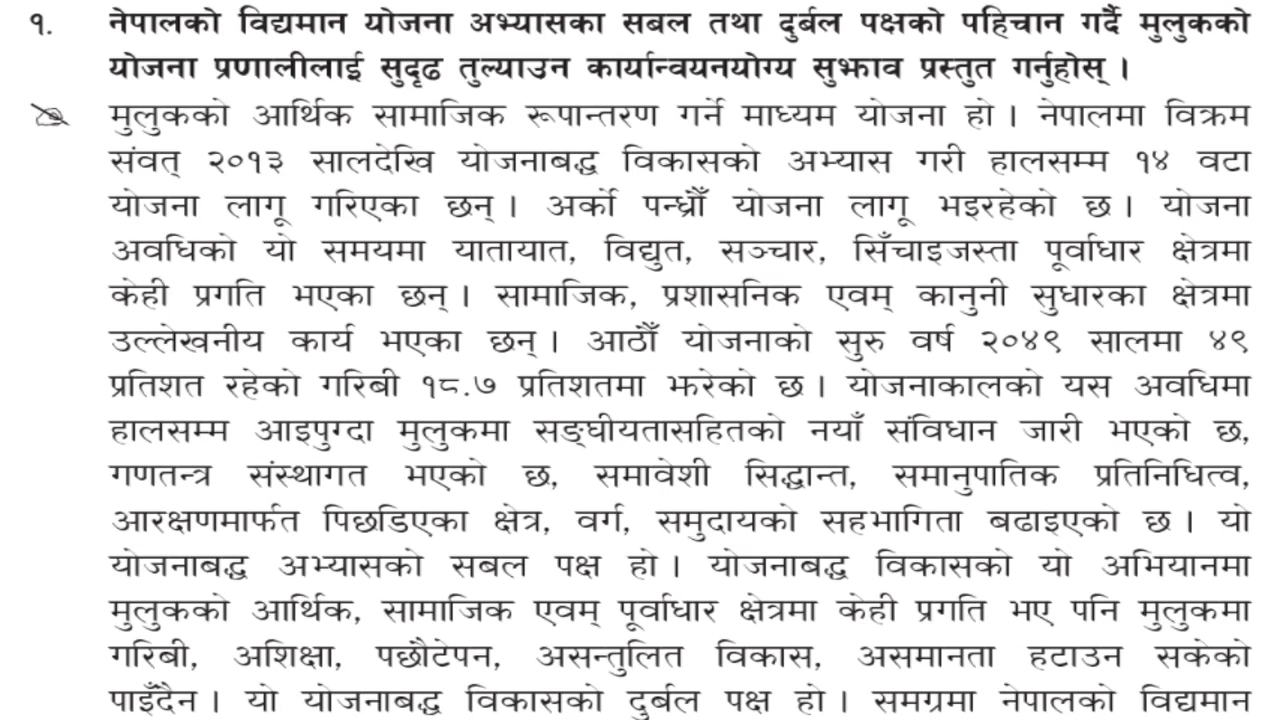 १. नेपालको विद्यमान योजना अभ्यासका सबल तथा दुर्बल पक्षको पहिचान गर्दै मुलुकको
योजना प्रणालीलाई सुदृढ तुल्याउन कार्यान्वयनयोग्य सुझाव प्रस्तुत गर्नुहोस् ।
मुलुकको आर्थिक सामाजिक रूपान्तरण गर्ने माध्यम योजना हो । नेपालमा विक्रम
संवत् २०१३ सालदेखि योजनाबद्ध विकासको अभ्यास गरी हालसम्म १४ वटा
योजना लागू गरिएका छन् । अर्को पन्ध्रौँ योजना लागू भइरहेको छ । योजना
अवधिको यो समयमा यातायात, विद्युत, सञ्चार, सिँचाइजस्ता पूर्वाधार क्षेत्रमा
केही प्रगति भएका छन् । सामाजिक, प्रशासनिक एवम् कानुनी सुधारका क्षेत्रमा
उल्लेखनीय कार्य भएका छन् । आठौँ योजनाको सुरु वर्ष २०४९ सालमा ४९
प्रतिशत रहेको गरिबी १८.७ प्रतिशतमा झरेको छ । योजनाकालको यस अवधिमा
हालसम्म आइपुग्दा मुलुकमा सङ्घीयतासहितको नयाँ संविधान जारी भएको छ,
गणतन्त्र संस्थागत भएको छ, समावेशी सिद्धान्त, समानुपातिक प्रतिनिधित्व,
आरक्षणमार्फत पिछडिएका क्षेत्र, वर्ग, समुदायको सहभागिता बढाइएको छ । यो
योजनाबद्ध अभ्यासको सबल पक्ष हो । योजनाबद्ध विकासको यो अभियानमा
मुलुकको आर्थिक, सामाजिक एवम् पूर्वाधार क्षेत्रमा केही प्रगति भए पनि मुलुकमा
गरिबी, अशिक्षा, पछौटेपन, असन्तुलित विकास, असमानता हटाउन सकेको
पाइँदैन । यो योजनाबद्ध विकासको दुर्बल पक्ष हो । समग्रमा नेपालको विद्यमान